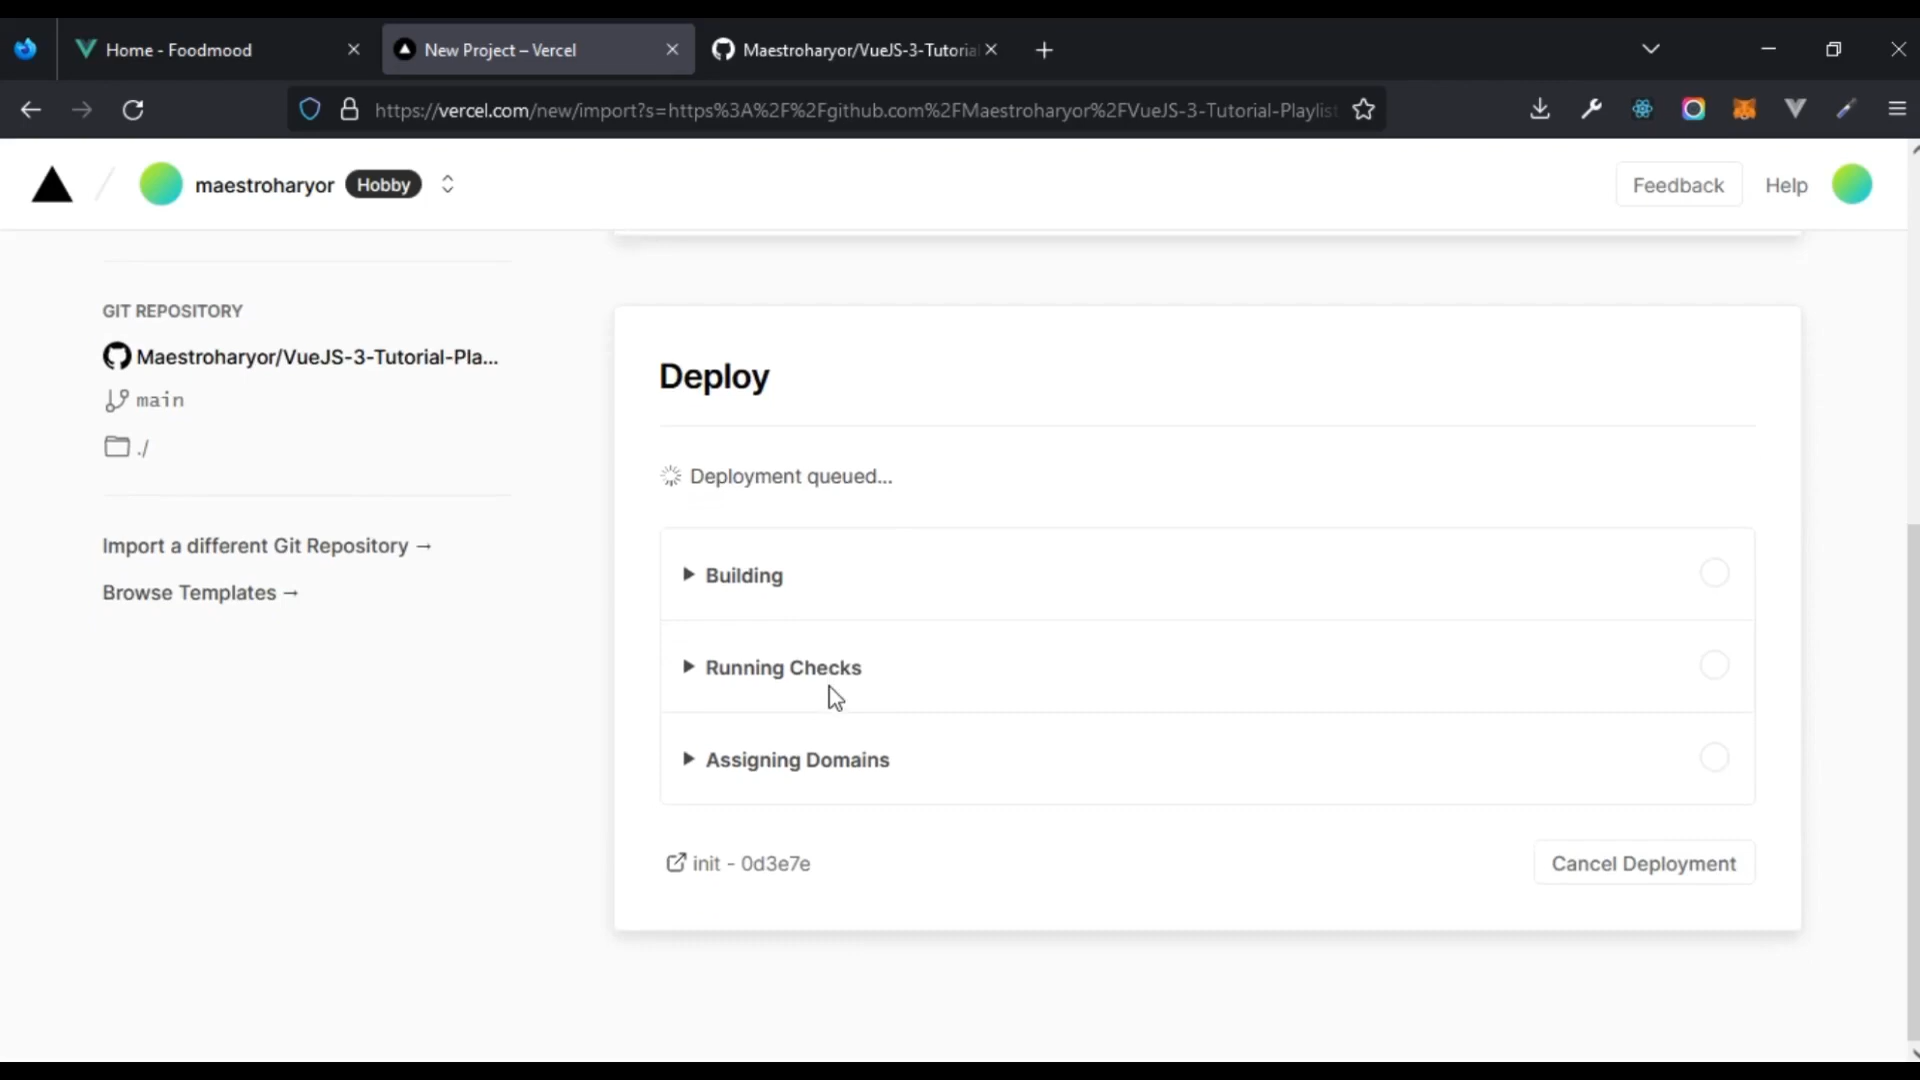 Home - Foodmood
New Project – Vercel
Maestroharyor/VueJS-3-Tutoria
https://vercel.com/new/import?s=https%3A%2F%2Fgithub.com%2FMaestroharyor%2FVueJS-3-Tutorial-Playlist
maestroharyor Hobby
Feedback Help
GIT REPOSITORY
Maestroharyor/VueJS-3-Tutorial-Pla...
main
./
Import a different Git Repository →
Browse Templates →
Deploy
Deployment queued...
Building
Running Checks
Assigning Domains
init - 0d3e7e
Cancel Deployment